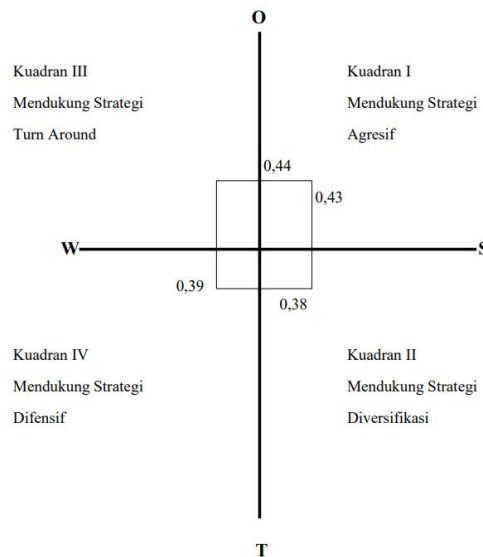 O
Kuadran III
Mendukung Strategi
Turn Around
Kuadran I
Mendukung Strategi
Agresif
0,44
0,43
W
S
0,39
0,38
Kuadran IV
Mendukung Strategi
Difensif
Kuadran II
Mendukung Strategi
Diversifikasi
T